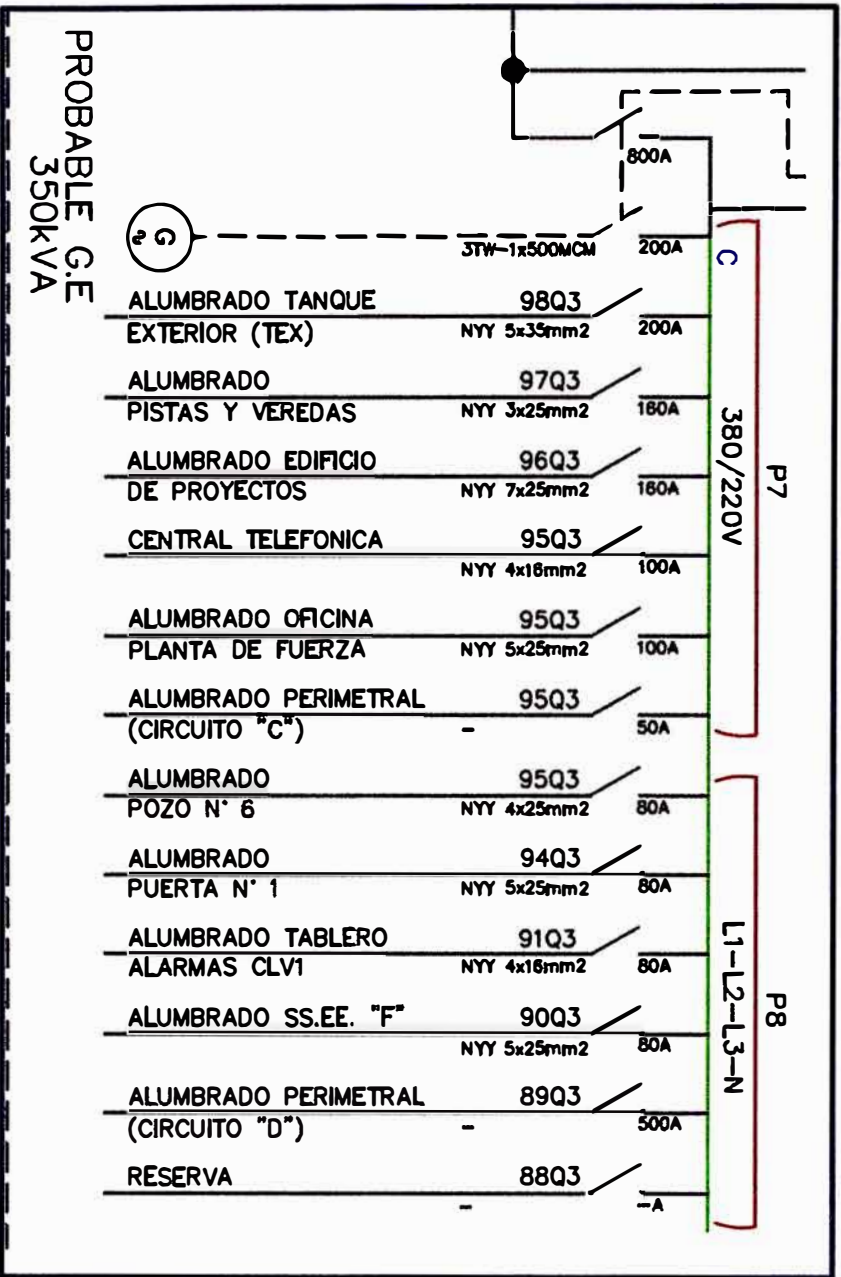 800A
3TW-1x500MCM 200A
G
PROBABLE G.E
350kVA
C
380/220V
P7
ALUMBRADO TANQUE 98Q3
EXTERIOR (TEX) NYY 5x35mm2 200A
ALUMBRADO 97Q3
PISTAS Y VEREDAS NYY 3x25mm2 160A
ALUMBRADO EDIFICIO 96Q3
DE PROYECTOS NYY 7x25mm2 160A
CENTRAL TELEFONICA 95Q3
NYY 4x16mm2 100A
ALUMBRADO OFICINA 95Q3
PLANTA DE FUERZA NYY 5x25mm2 100A
ALUMBRADO PERIMETRAL 95Q3
(CIRCUITO "C") - 50A
L1-L2-L3-N
P8
ALUMBRADO 95Q3
POZO N° 6 NYY 4x25mm2 80A
ALUMBRADO 94Q3
PUERTA N° 1 NYY 5x25mm2 80A
ALUMBRADO TABLERO 91Q3
ALARMAS CLV1 NYY 4x16mm2 80A
ALUMBRADO SS.EE. "F" 90Q3
NYY 5x25mm2 80A
ALUMBRADO PERIMETRAL 89Q3
(CIRCUITO "D") - 500A
RESERVA 88Q3
- -A